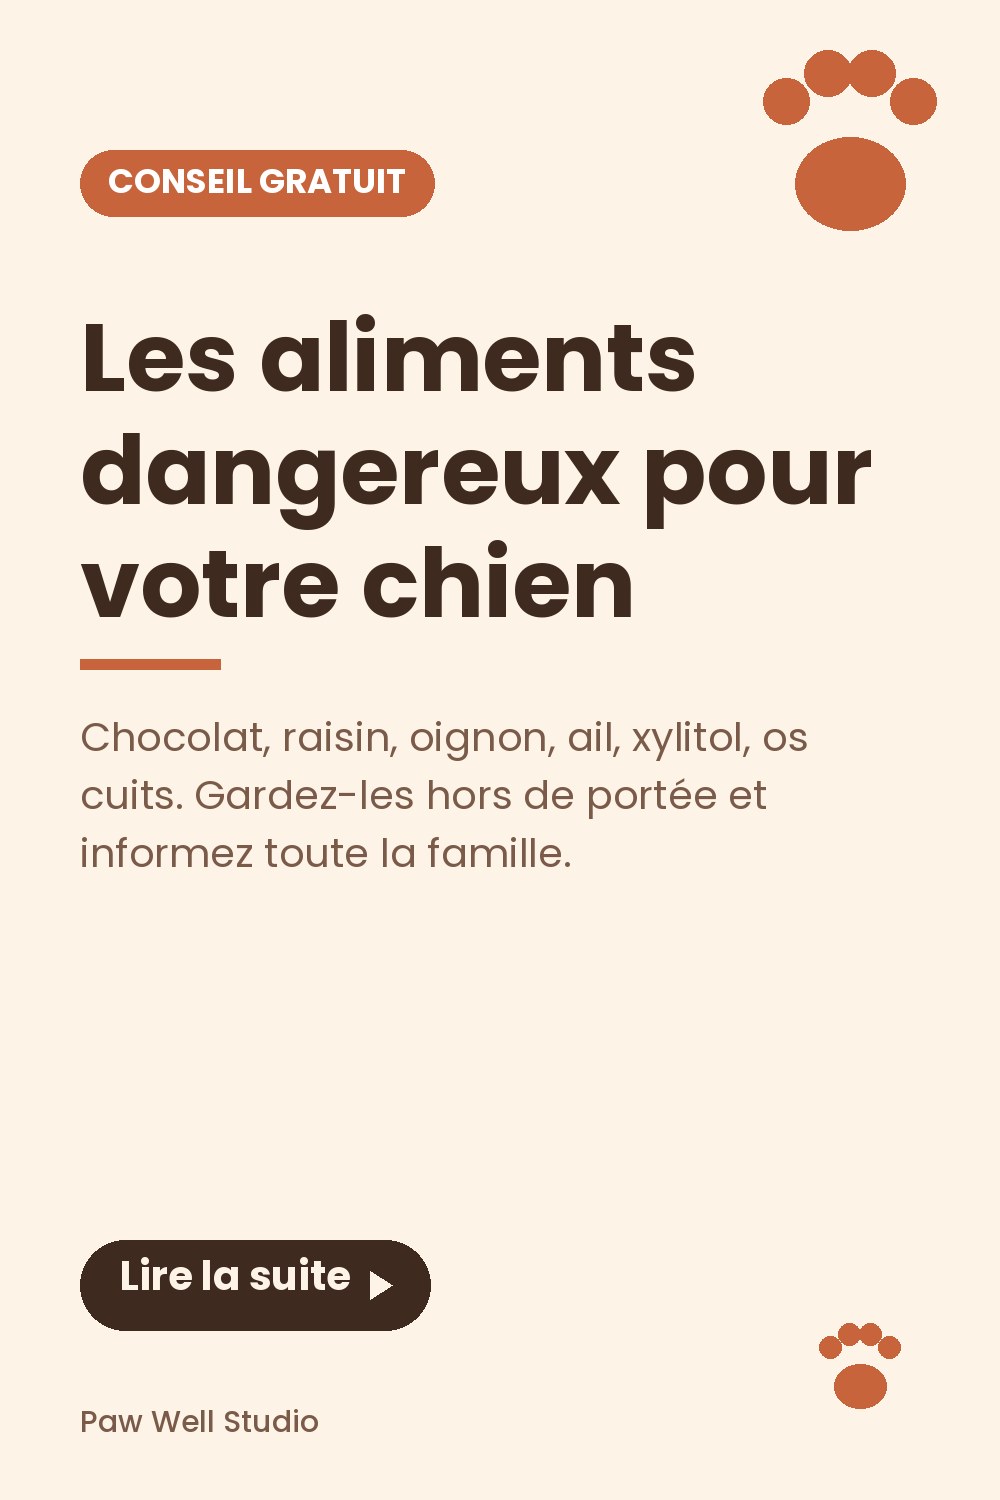 CONSEIL GRATUIT
Les aliments
dangereux pour
votre chien
Chocolat, raisin, oignon, ail, xylitol, os
cuits. Gardez-les hors de portée et
informez toute la famille.
Lire la suite
Paw Well Studio